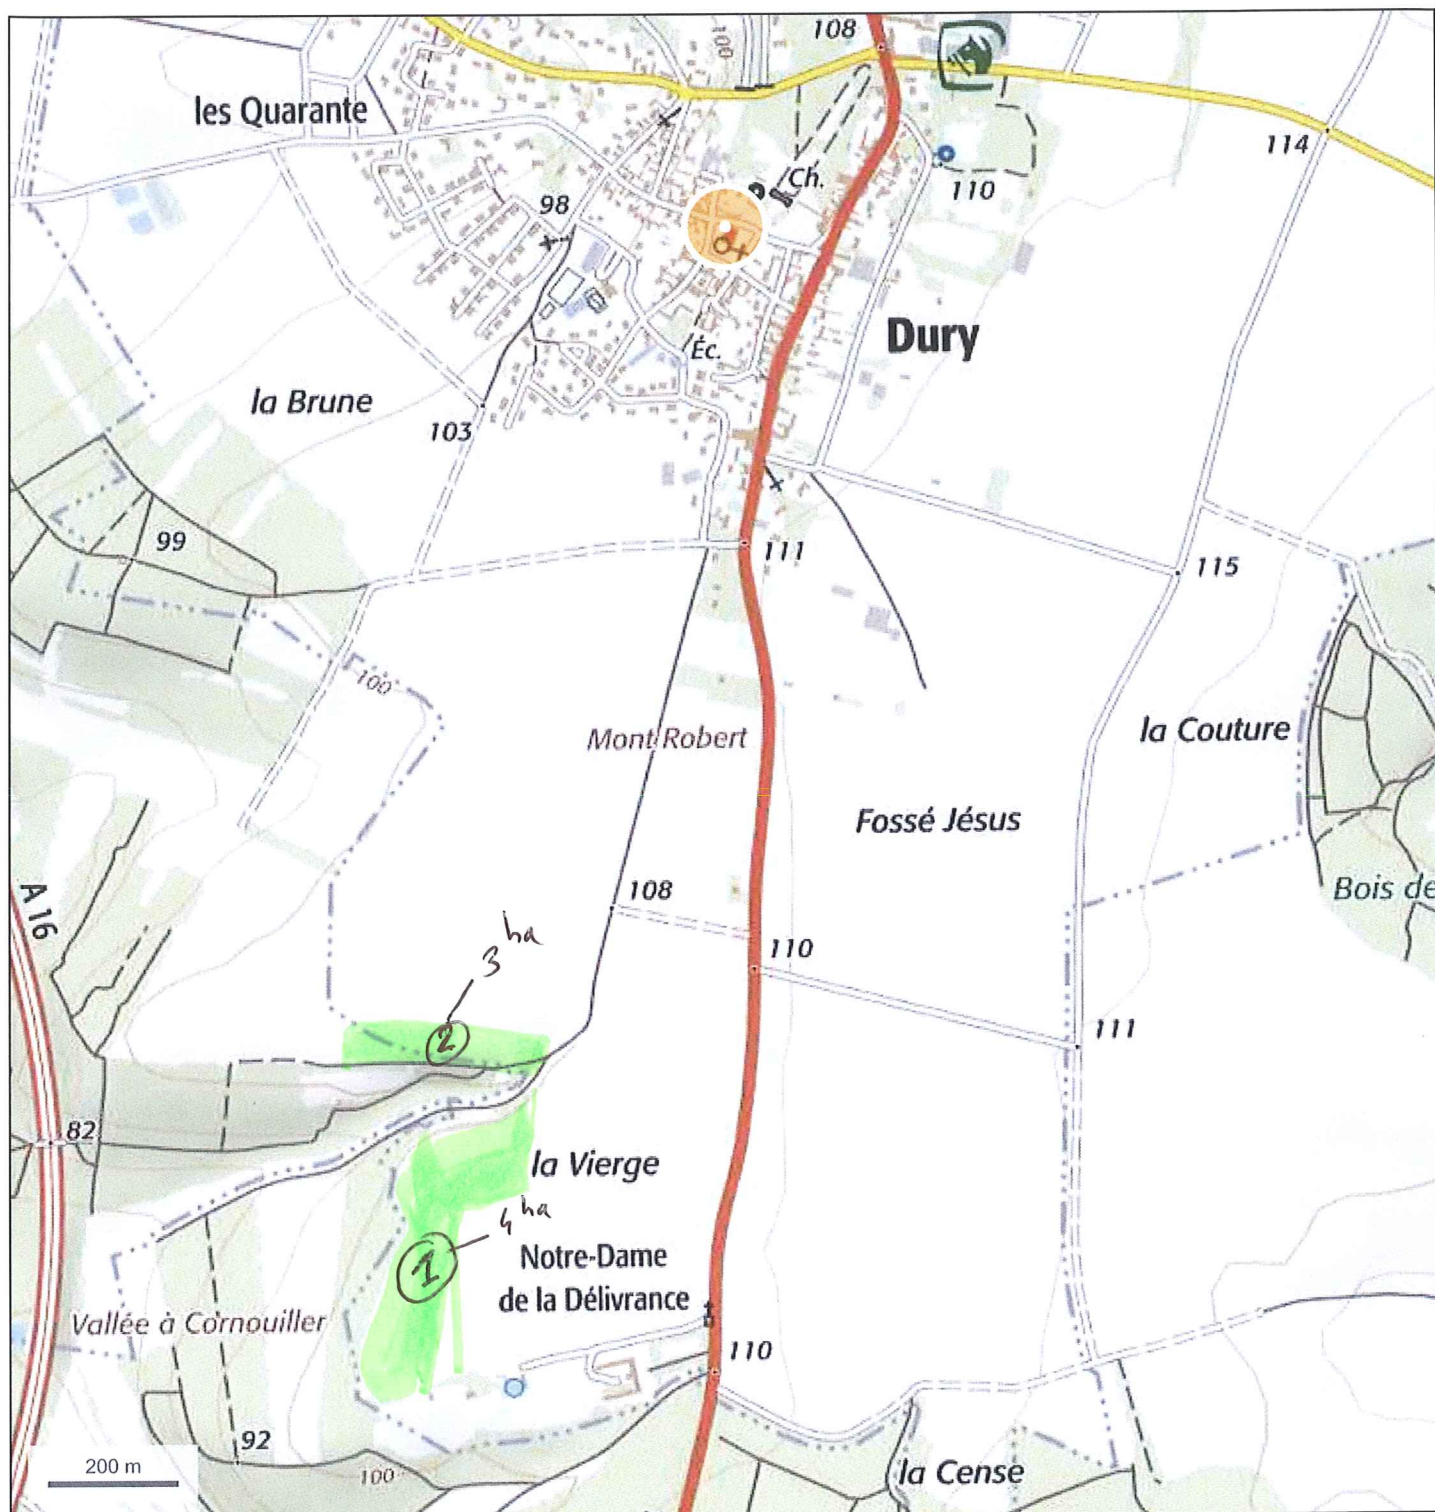 108
100
les Quarante
114
Ch.
110
98
Dury
Éc.
la Brune
103
99
111
115
100
Mont Robert
la Couture
Fossé Jésus
A 16
108
Bois de
3 ha
110
2
111
82
la Vierge
4 ha
1
Notre-Dame
de la Délivrance
Vallée à Cornouiller
110
92
200 m
100
la Cense